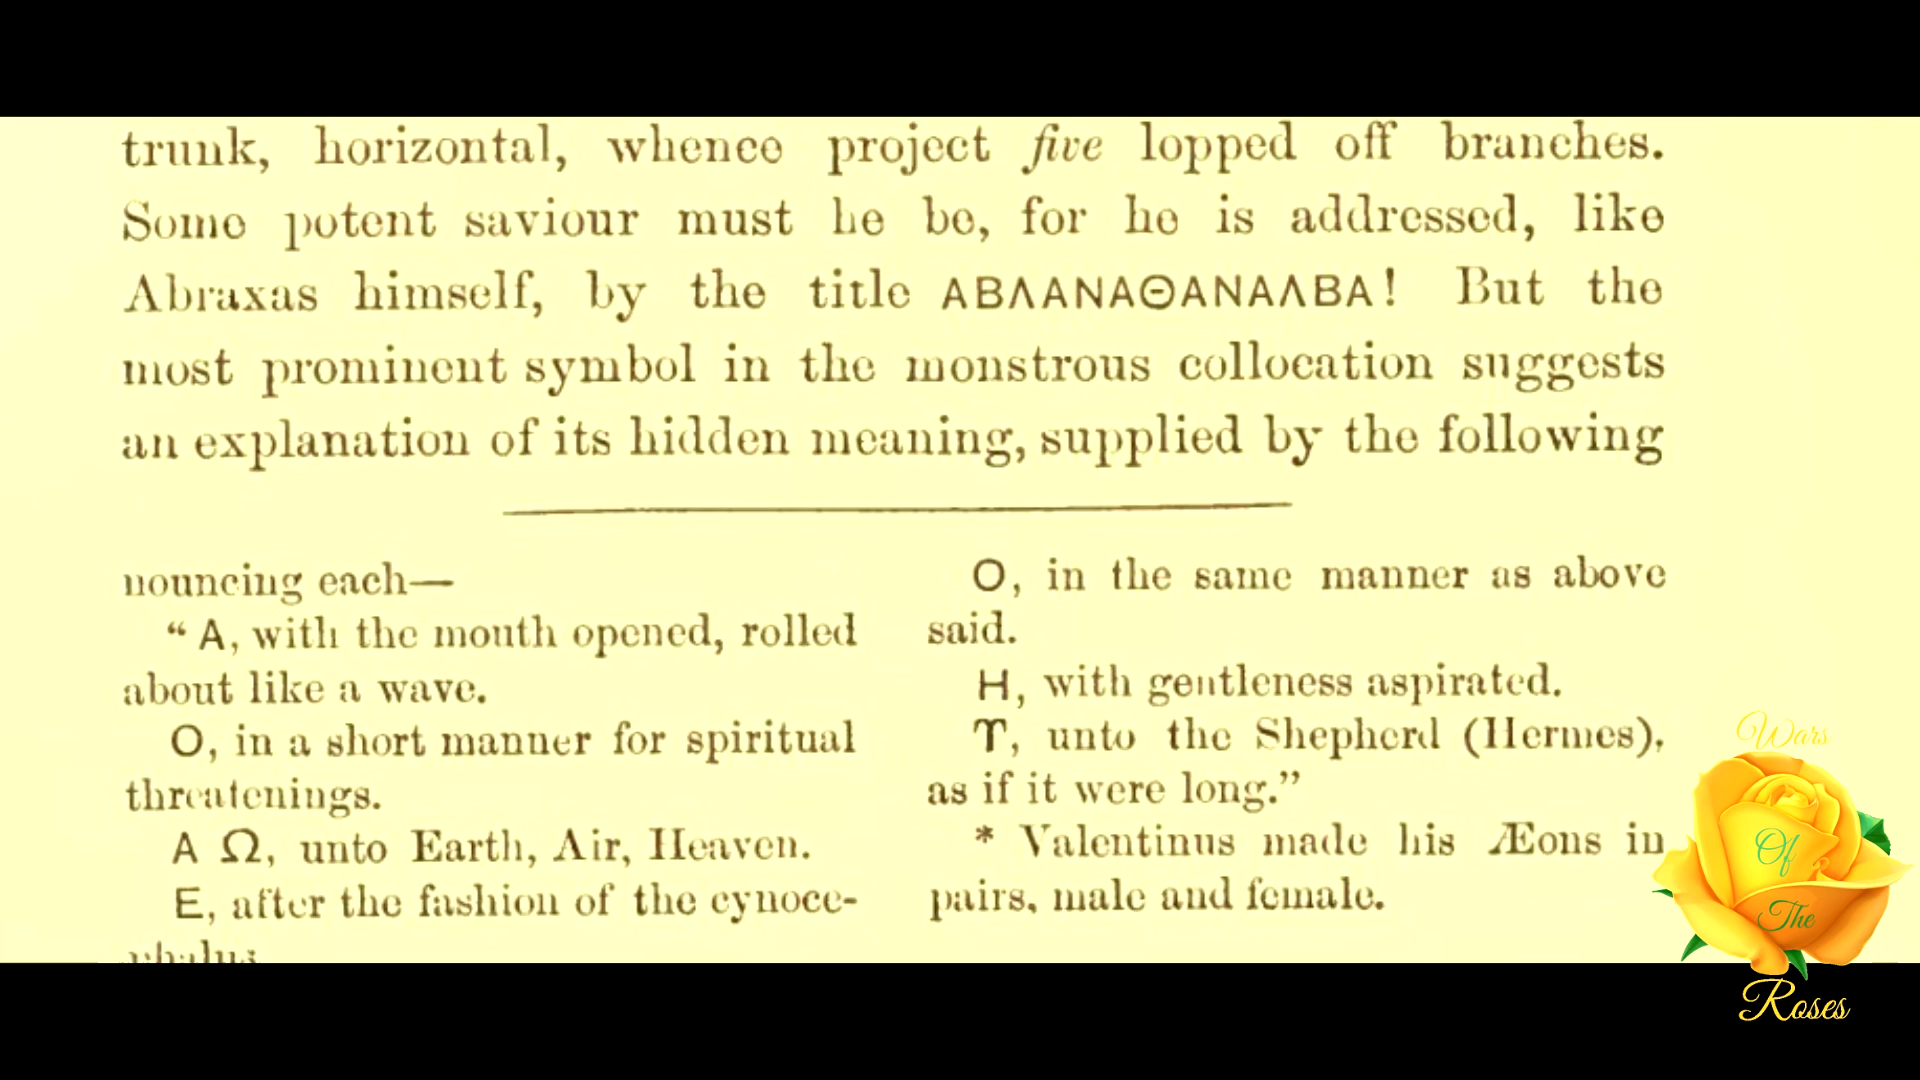 trunk, horizontal, whence project five lopped off branches.
Some potent saviour must he be, for he is addressed, like
Abraxas himself, by the title ΑΒΛΑΝΑΘΑΝΑΛΒΑ! But the
most prominent symbol in the monstrous collocation suggests
an explanation of its hidden meaning, supplied by the following
nouncing each—
“ A, with the mouth opened, rolled
about like a wave.
O, in a short manner for spiritual
threatenings.
A Ω, unto Earth, Air, Heaven.
E, after the fashion of the cynoce-
phalus.
O, in the same manner as above
said.
H, with gentleness aspirated.
ϒ, unto the Shepherd (Hermes),
as if it were long.”
* Valentinus made his Æons in
pairs, male and female.
Wars
Of
The
Roses